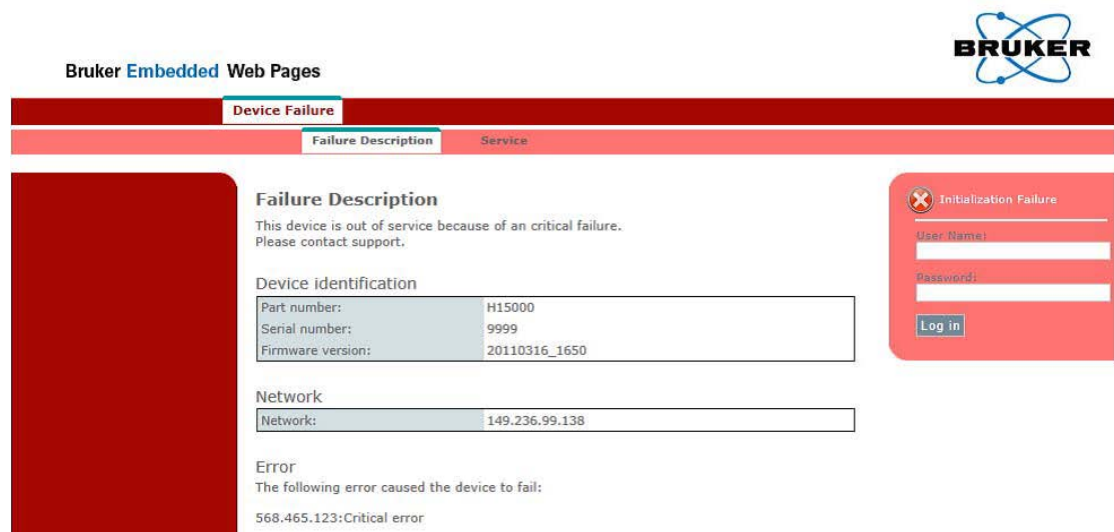 BRUKER
Bruker Embedded Web Pages
Device Failure
Failure Description
Service
Failure Description
This device is out of service because of an critical failure.
Please contact support.
Device identification
Part number: H15000
Serial number: 9999
Firmware version: 20110316_1650
Network
Network: 149.236.99.138
Error
The following error caused the device to fail:
568.465.123:Critical error
Initialization Failure
User Name:
Password:
Log in